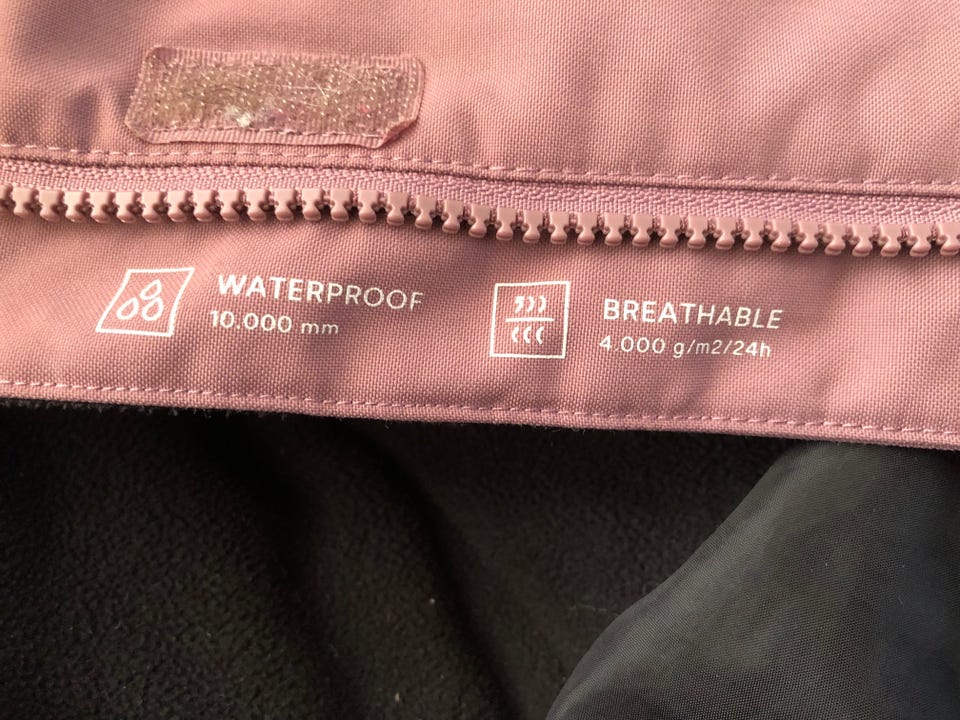 WATERPROOF
10.000 mm
BREATHABLE
4.000 g/m2/24h